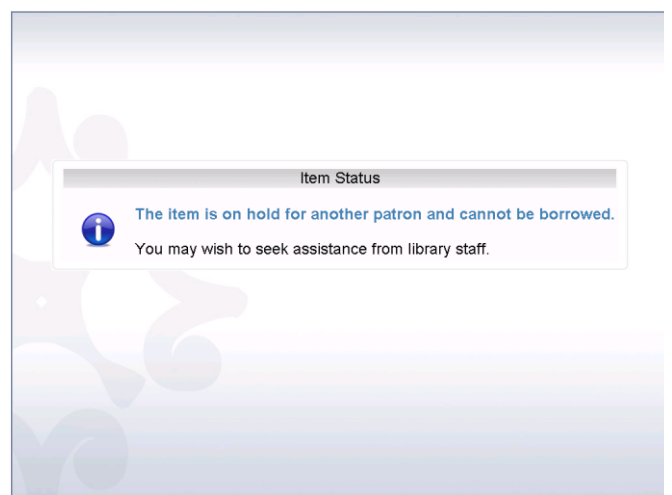 Item Status
The item is on hold for another patron and cannot be borrowed.
You may wish to seek assistance from library staff.